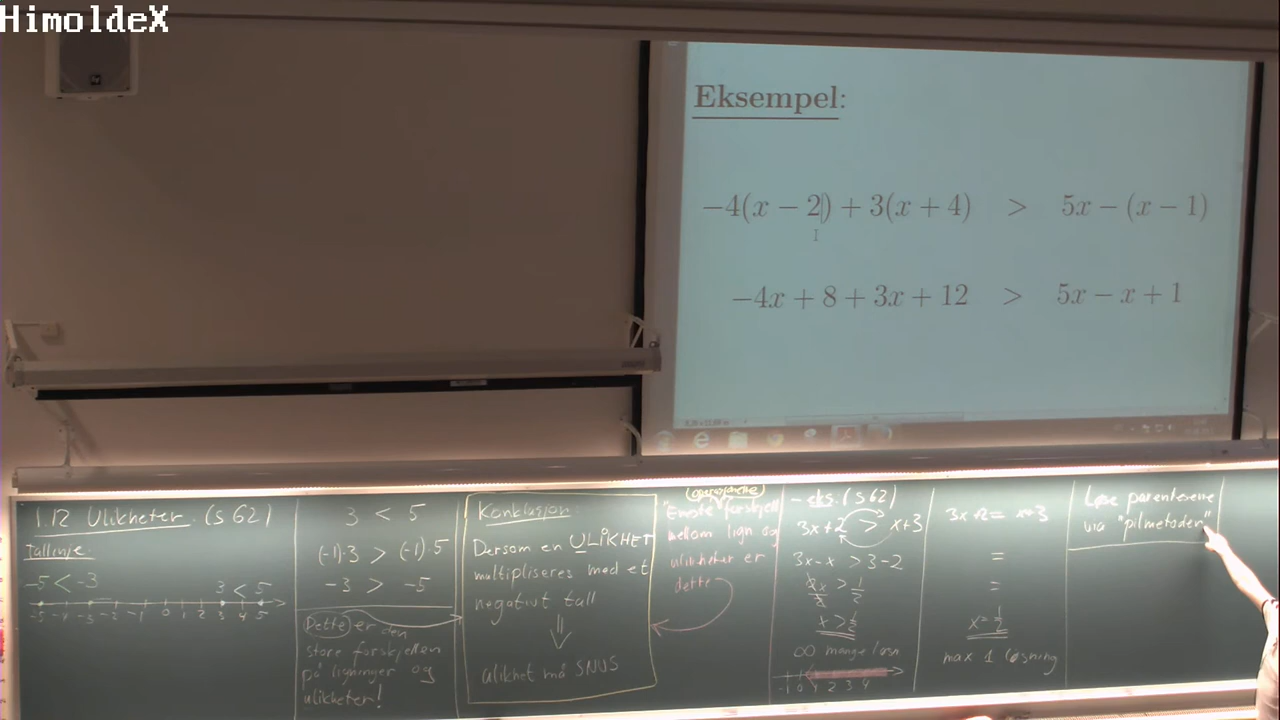 HimoldeX
Eksempel:
−4(x − 2) + 3(x + 4) > 5x − (x − 1)
−4x + 8 + 3x + 12 > 5x − x + 1
1.12 Ulikheter. (s 62)
Tallinje:
-5 < -3
3 < 5
-5 -4 -3 -2 -1 0 1 2 3 4 5
3 < 5
(-1)·3 > (-1)·5
-3 > -5
Dette er den
store forskjellen
på ligninger og
ulikheter!
Konklusjon:
Dersom en ULIKHET
multipliseres med et
negativt tall
⇓
ulikhet må SNUS
"Eneste forskjell
mellom lign og
ulikheter er
dette
- eks. (s 62)
3x+2 > x+3
3x-x > 3-2
2x/2 > 1/2
x > 1/2
∞ mange løsn
-1 0 1 2 3 4
3x+2 = x+3
=
=
x = 1/2
max 1 løsning
Løse parentesene
via "pilmetoden"